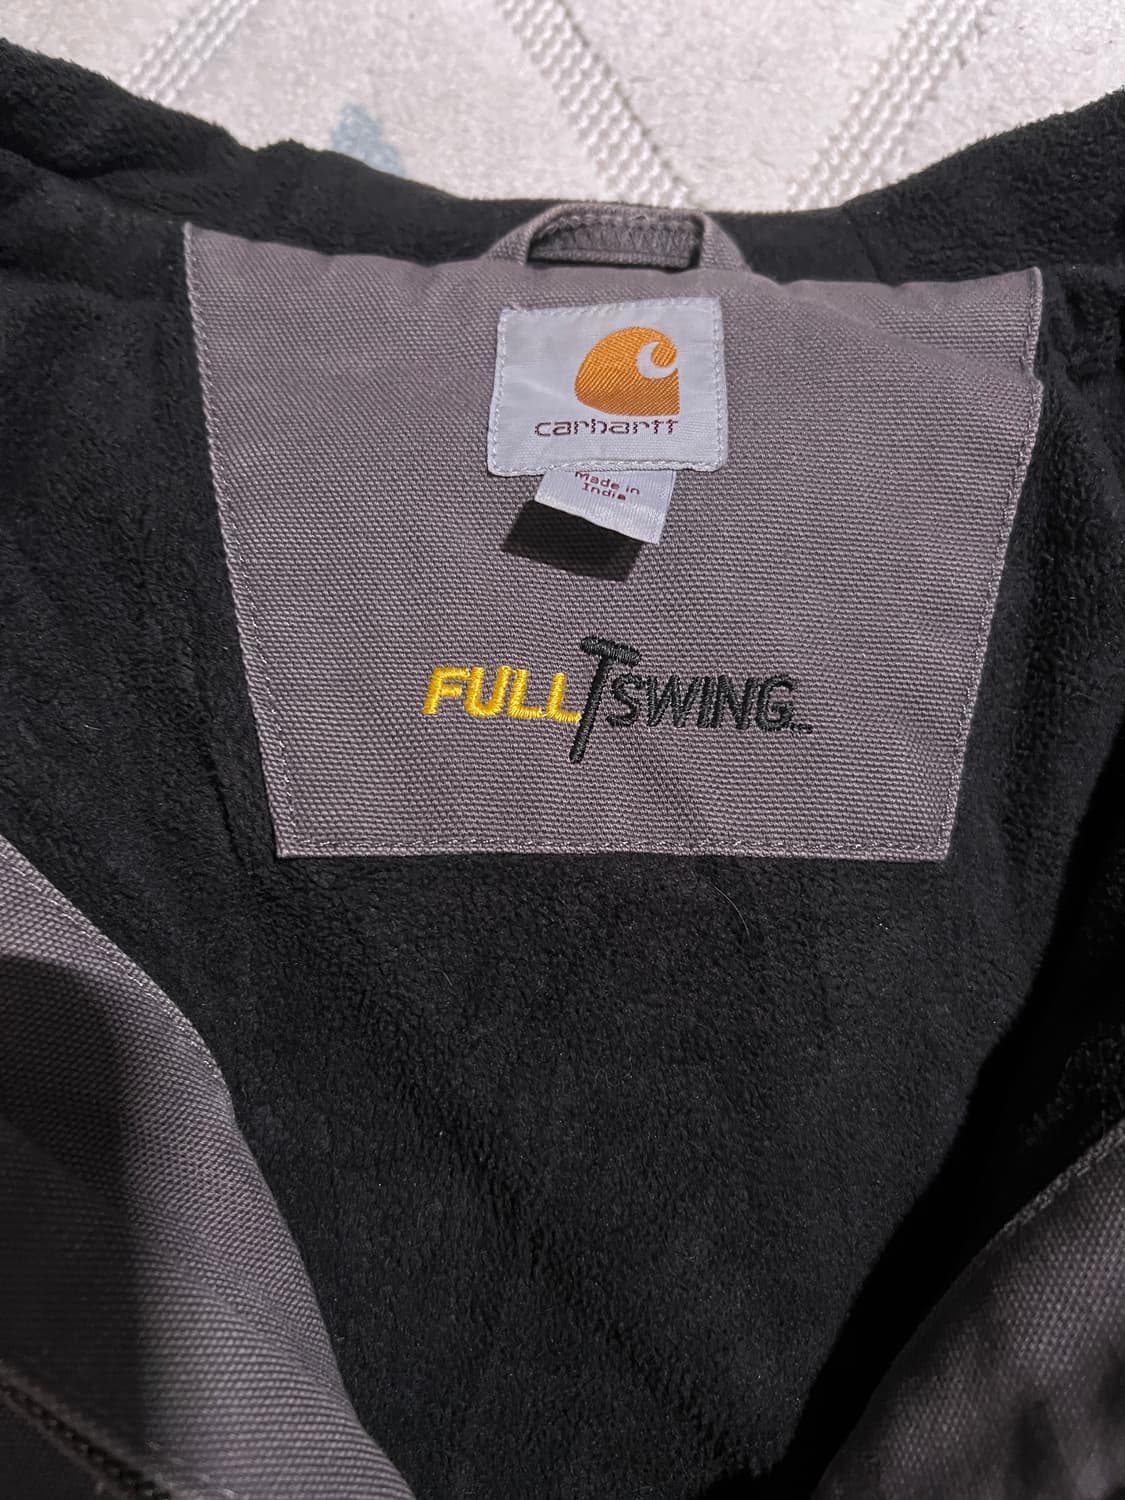 carhartt
Made in
India
FULL SWING